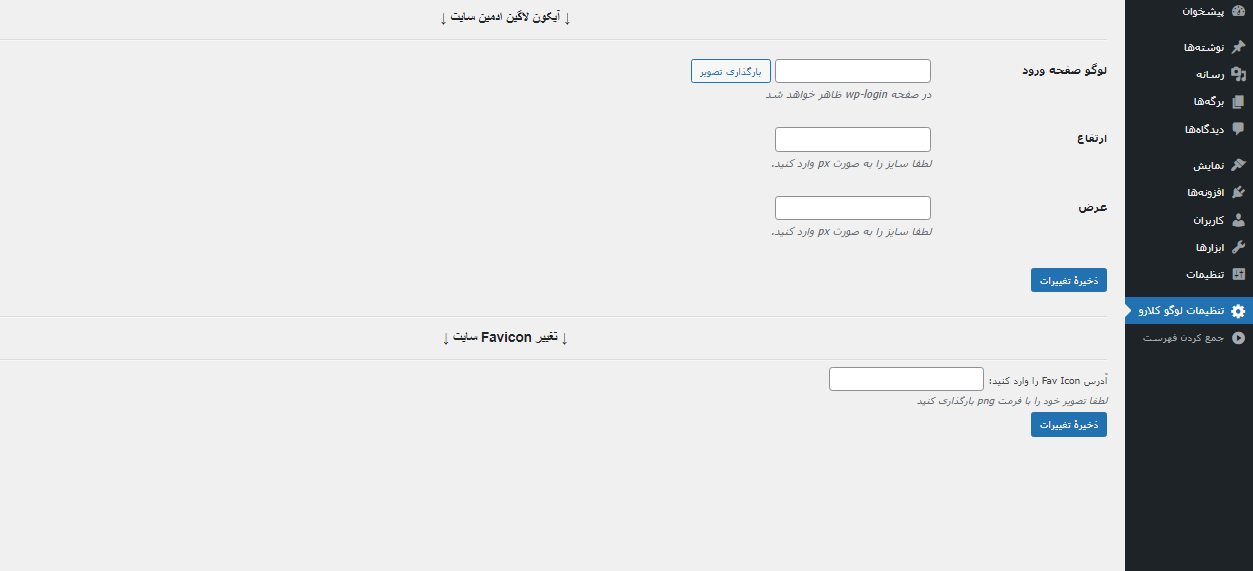 پیشخوان
نوشته‌ها
رسانه
برگه‌ها
دیدگاه‌ها
نمایش
افزونه‌ها
کاربران
ابزارها
تنظیمات
تنظیمات لوگو کلارو
جمع کردن فهرست
↓ آیکون لاگین ادمین سایت ↓
لوگو صفحه ورود
بارگذاری تصویر
در صفحه wp-login ظاهر خواهد شد
ارتفاع
لطفا سایز را به صورت px وارد کنید.
عرض
لطفا سایز را به صورت px وارد کنید.
ذخیرهٔ تغییرات
↓ تغییر Favicon سایت ↓
آدرس Fav Icon را وارد کنید:
لطفا تصویر خود را با فرمت png بارگذاری کنید
ذخیرهٔ تغییرات